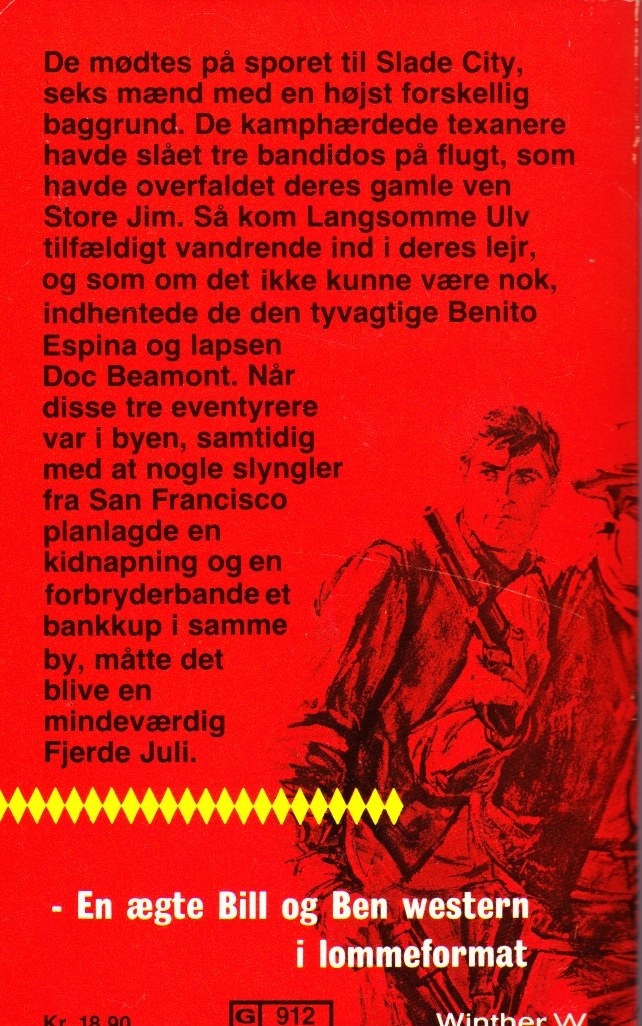 De mødtes på sporet til Slade City,
seks mænd med en højst forskellig
baggrund. De kamphærdede texanere
havde slået tre bandidos på flugt, som
havde overfaldet deres gamle ven
Store Jim. Så kom Langsomme Ulv
tilfældigt vandrende ind i deres lejr,
og som om det ikke kunne være nok,
indhentede de den tyvagtige Benito
Espina og lapsen
Doc Beamont. Når
disse tre eventyrere
var i byen, samtidig
med at nogle slyngler
fra San Francisco
planlagde en
kidnapning og en
forbryderbande et
bankkup i samme
by, måtte det
blive en
mindeværdig
Fjerde Juli.
- En ægte Bill og Ben western
i lommeformat
Kr. 18,90 G 912 Winther W